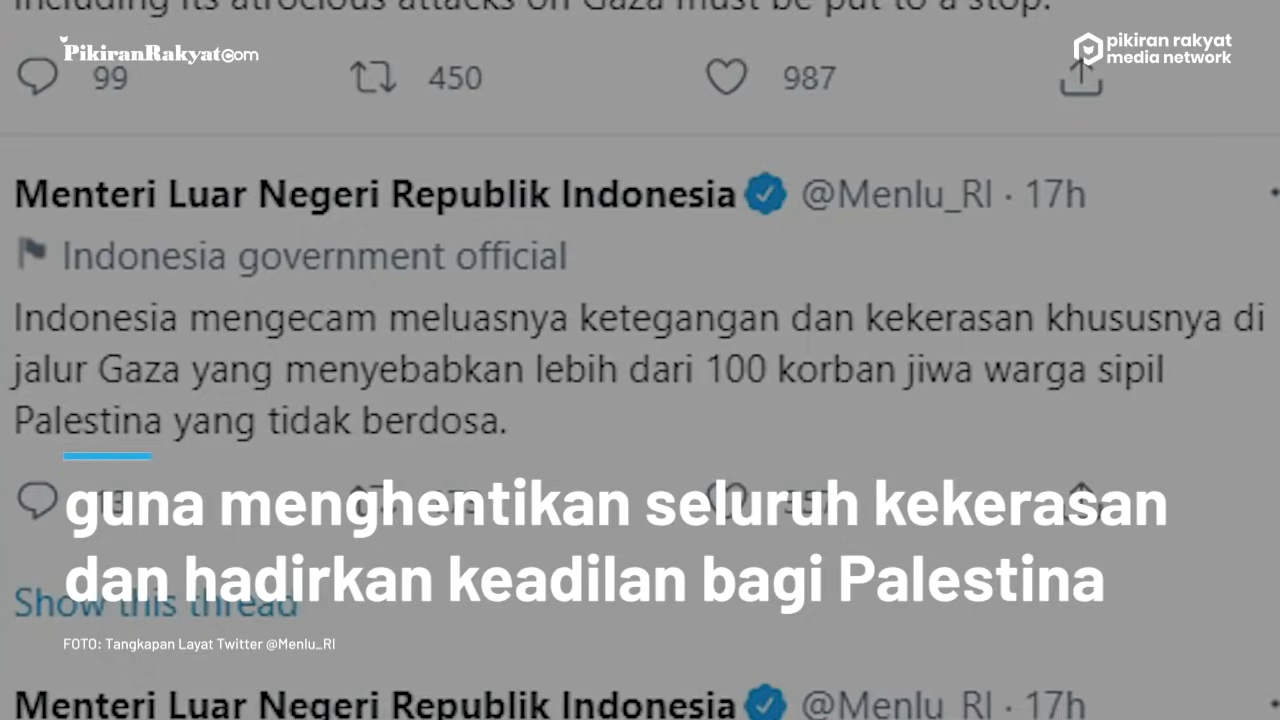 including its atrocious attacks on Gaza must be put to a stop.
PikiranRakyat.com
pikiran rakyat
media network
99 450 987
Menteri Luar Negeri Republik Indonesia @Menlu_RI · 17h
Indonesia government official
Indonesia mengecam meluasnya ketegangan dan kekerasan khususnya di
jalur Gaza yang menyebabkan lebih dari 100 korban jiwa warga sipil
Palestina yang tidak berdosa.
guna menghentikan seluruh kekerasan
dan hadirkan keadilan bagi Palestina
Show this thread
FOTO: Tangkapan Layat Twitter @Menlu_RI
Menteri Luar Negeri Republik Indonesia @Menlu_RI · 17h